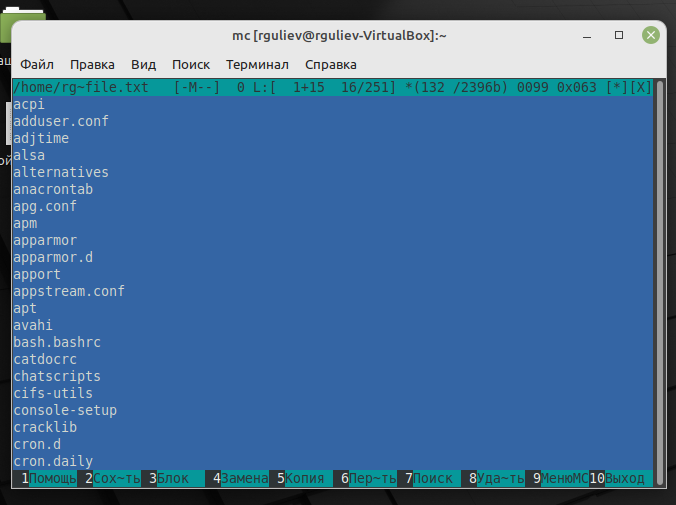 mc [rguliev@rguliev-VirtualBox]:~
Файл Правка Вид Поиск Терминал Справка
/home/rg~file.txt [-M--] 0 L:[ 1+15 16/251] *(132 /2396b) 0099 0x063 [*][X]
acpi
adduser.conf
adjtime
alsa
alternatives
anacrontab
apg.conf
apm
apparmor
apparmor.d
apport
appstream.conf
apt
avahi
bash.bashrc
catdocrc
chatscripts
cifs-utils
console-setup
cracklib
cron.d
cron.daily
1Помощь 2Сох~ть 3Блок 4Замена 5Копия 6Пер~ть 7Поиск 8Уда~ть 9МенюMC 10Выход